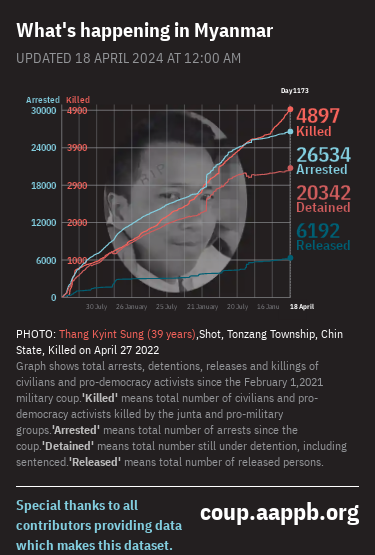 What's happening in Myanmar
UPDATED 18 APRIL 2024 AT 12:00 AM
Day1173
Arrested Killed
30000 4900
24000 3900
18000 2900
12000 2000
6000 1000
0
4897
Killed
26534
Arrested
20342
Detained
6192
Released
RIP
30 July 26 January 25 July 21 January 20 July 16 Janu 18 April
PHOTO: Thang Kyint Sung (39 years),Shot, Tonzang Township, Chin
State, Killed on April 27 2022
Graph shows total arrests, detentions, releases and killings of
civilians and pro-democracy activists since the February 1,2021
military coup.'Killed' means total number of civilians and pro-
democracy activists killed by the junta and pro-military
groups.'Arrested' means total number of arrests since the
coup.'Detained' means total number still under detention, including
sentenced.'Released' means total number of released persons.
Special thanks to all
contributors providing data
which makes this dataset.
coup.aappb.org